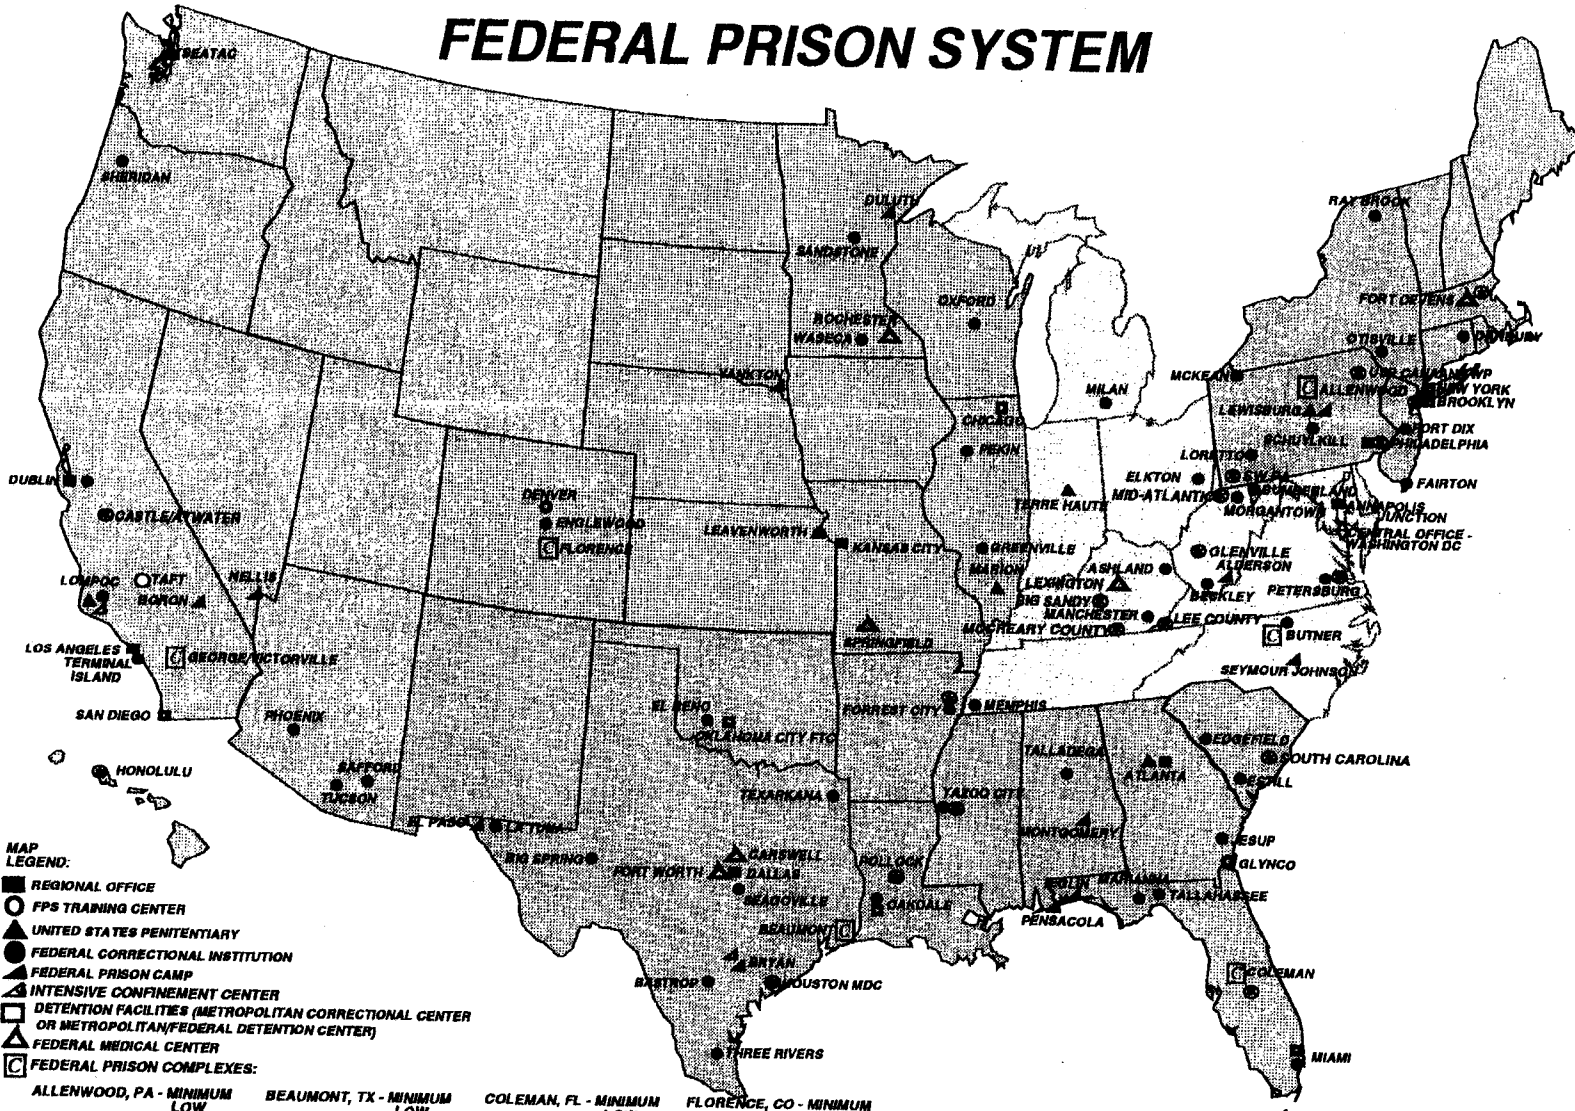 FEDERAL PRISON SYSTEM
SEATAC
SHERIDAN
DULUTH
SANDSTONE
OXFORD
ROCHESTER
WASECA
YANKTON
RAY BROOK
FORT DEVENS
OTISVILLE
DANBURY
MCKEAN
ALLENWOOD
NEW YORK
BROOKLYN
LEWISBURG
SCHUYLKILL
FORT DIX
PHILADELPHIA
LORETTO
FAIRTON
MILAN
CHICAGO
PEKIN
ELKTON
MID-ATLANTIC
CUMBERLAND
MORGANTOWN
ANNAPOLIS
JUNCTION
CENTRAL OFFICE -
WASHINGTON DC
TERRE HAUTE
DUBLIN
CASTLE/ATWATER
DENVER
ENGLEWOOD
FLORENCE
LEAVENWORTH
KANSAS CITY
GREENVILLE
MARION
ASHLAND
LEXINGTON
BIG SANDY
MANCHESTER
MCCREARY COUNTY
LEE COUNTY
GLENVILLE
ALDERSON
BECKLEY
PETERSBURG
BUTNER
SEYMOUR JOHNSON
LOMPOC
TAFT
BORON
NELLIS
LOS ANGELES
TERMINAL
ISLAND
GEORGE/VICTORVILLE
SAN DIEGO
PHOENIX
SAFFORD
TUCSON
SPRINGFIELD
EL RENO
OKLAHOMA CITY FTC
FORREST CITY
MEMPHIS
EDGEFIELD
SOUTH CAROLINA
ESTILL
TALLADEGA
ATLANTA
MONTGOMERY
YAZOO CITY
TEXARKANA
HONOLULU
EL PASO
LA TUNA
BIG SPRING
CARSWELL
FORT WORTH
DALLAS
SEAGOVILLE
POLLOCK
OAKDALE
BEAUMONT
JESUP
GLYNCO
EGLIN
MARIANNA
TALLAHASSEE
PENSACOLA
BRYAN
BASTROP
HOUSTON MDC
THREE RIVERS
COLEMAN
MIAMI
MAP
LEGEND:
REGIONAL OFFICE
FPS TRAINING CENTER
UNITED STATES PENITENTIARY
FEDERAL CORRECTIONAL INSTITUTION
FEDERAL PRISON CAMP
INTENSIVE CONFINEMENT CENTER
DETENTION FACILITIES (METROPOLITAN CORRECTIONAL CENTER
OR METROPOLITAN/FEDERAL DETENTION CENTER)
FEDERAL MEDICAL CENTER
C FEDERAL PRISON COMPLEXES:
ALLENWOOD, PA - MINIMUM BEAUMONT, TX - MINIMUM COLEMAN, FL - MINIMUM FLORENCE, CO - MINIMUM
LOW